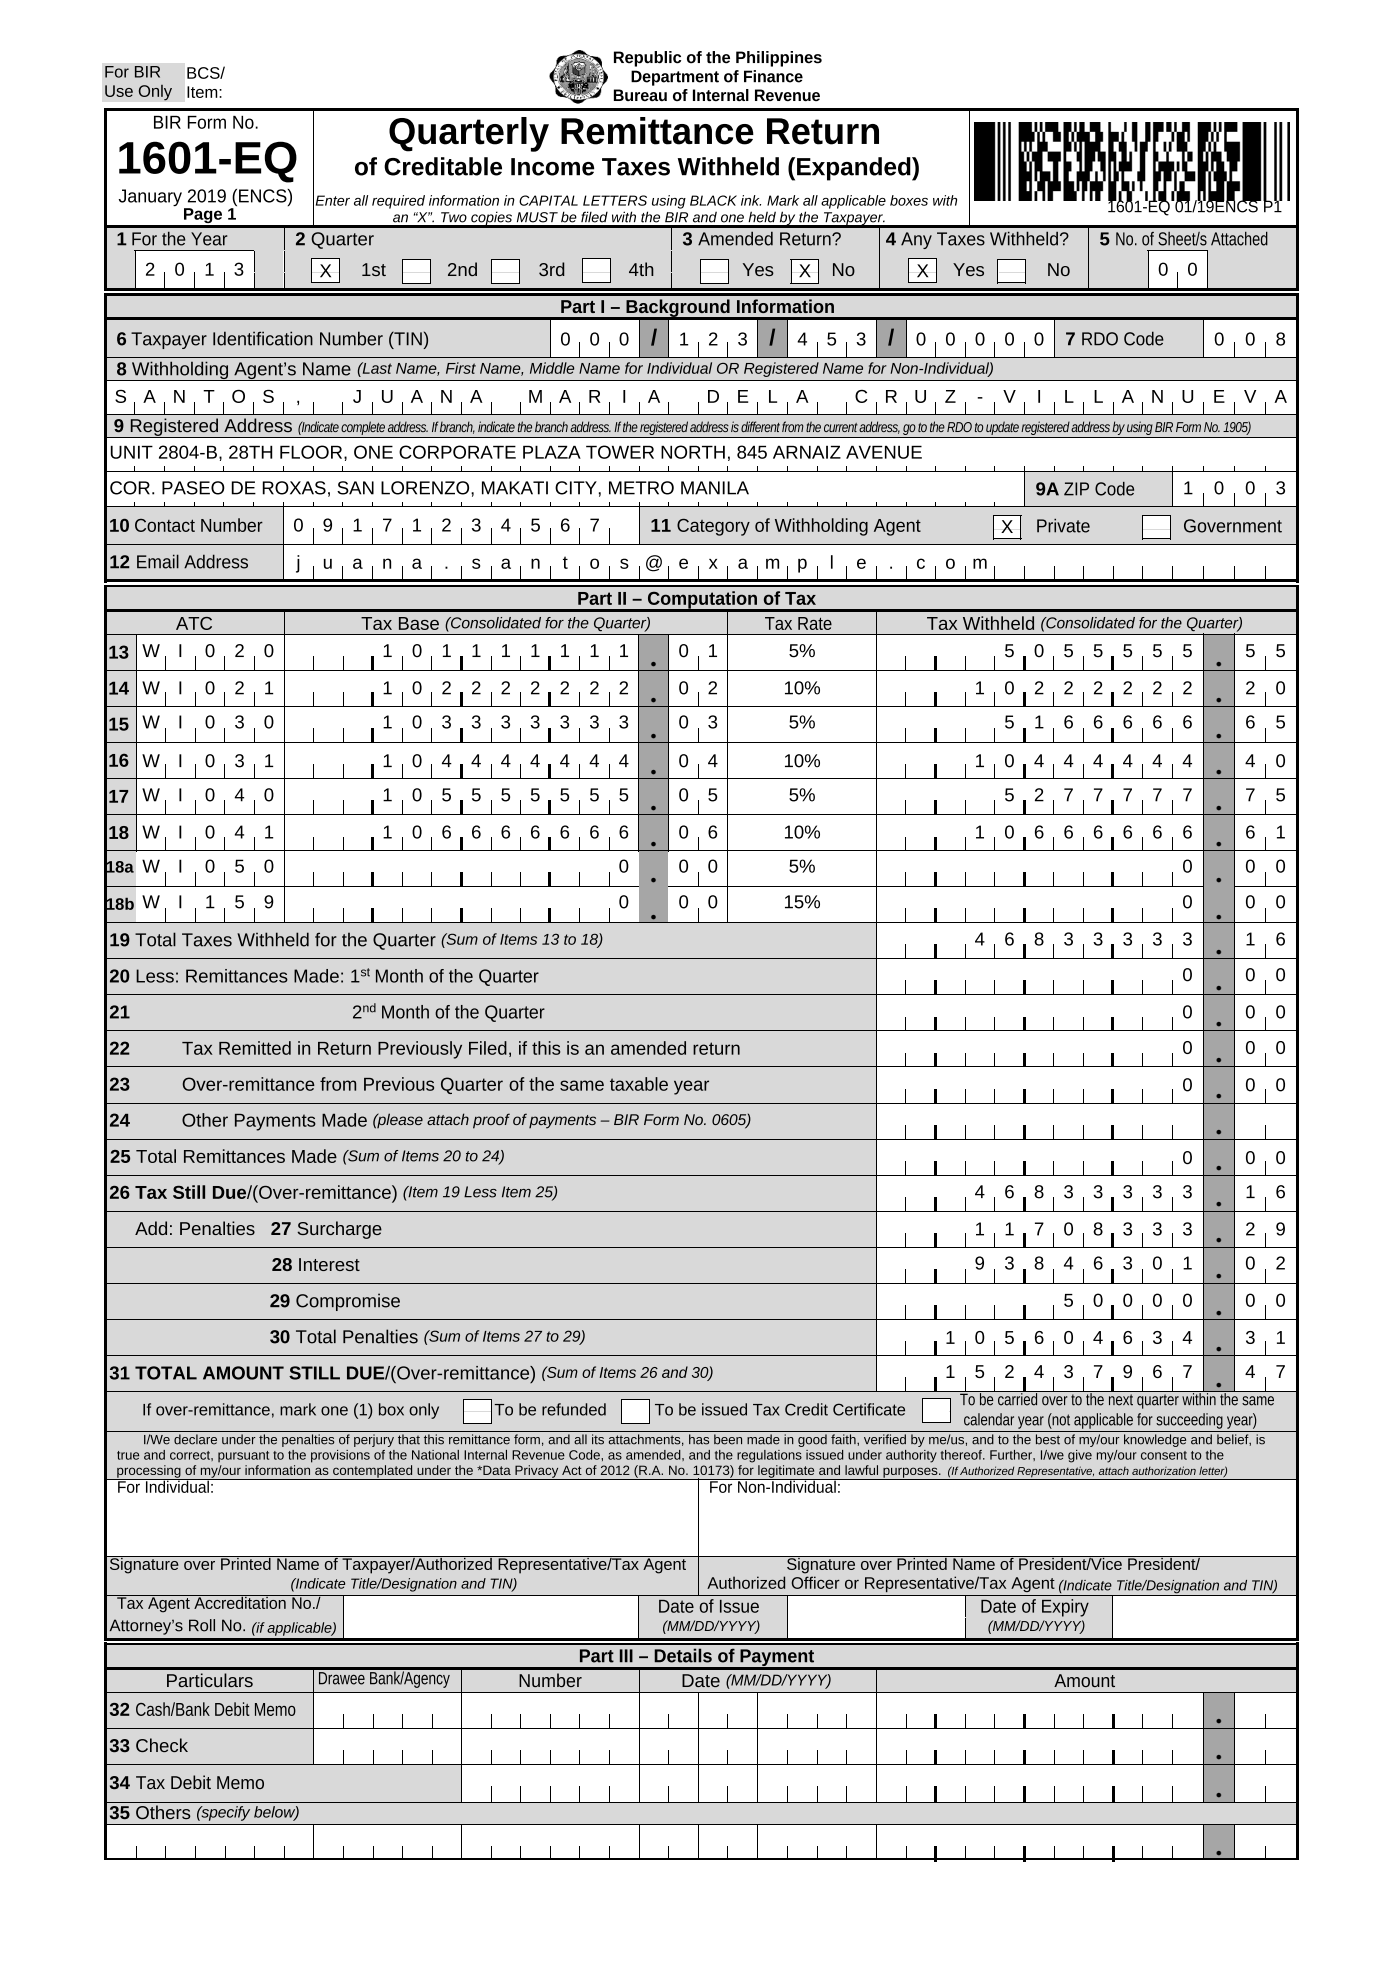 Republic of the Philippines
Department of Finance
Bureau of Internal Revenue
For BIR Use Only
BCS/
Item:
BIR Form No.
1601-EQ
January 2019 (ENCS)
Page 1
Quarterly Remittance Return
of Creditable Income Taxes Withheld (Expanded)
Enter all required information in CAPITAL LETTERS using BLACK ink. Mark all applicable boxes with
an “X”. Two copies MUST be filed with the BIR and one held by the Taxpayer.
1601-EQ 01/19ENCS P1
1 For the Year 2 Quarter 3 Amended Return? 4 Any Taxes Withheld? 5 No. of Sheet/s Attached
2 0 1 3 X 1st 2nd 3rd 4th Yes X No X Yes No 0 0
Part I – Background Information
6 Taxpayer Identification Number (TIN) 0 0 0 / 1 2 3 / 4 5 3 / 0 0 0 0 0 7 RDO Code 0 0 8
8 Withholding Agent’s Name (Last Name, First Name, Middle Name for Individual OR Registered Name for Non-Individual)
S A N T O S , J U A N A M A R I A D E L A C R U Z - V I L L A N U E V A
9 Registered Address (Indicate complete address. If branch, indicate the branch address. If the registered address is different from the current address, go to the RDO to update registered address by using BIR Form No. 1905)
UNIT 2804-B, 28TH FLOOR, ONE CORPORATE PLAZA TOWER NORTH, 845 ARNAIZ AVENUE
COR. PASEO DE ROXAS, SAN LORENZO, MAKATI CITY, METRO MANILA 9A ZIP Code 1 0 0 3
10 Contact Number 0 9 1 7 1 2 3 4 5 6 7 11 Category of Withholding Agent X Private Government
12 Email Address j u a n a . s a n t o s @ e x a m p l e . c o m
Part II – Computation of Tax
ATC Tax Base (Consolidated for the Quarter) Tax Rate Tax Withheld (Consolidated for the Quarter)
13 W I 0 2 0 1 0 1 1 1 1 1 1 1 . 0 1 5% 5 0 5 5 5 5 5 . 5 5
14 W I 0 2 1 1 0 2 2 2 2 2 2 2 . 0 2 10% 1 0 2 2 2 2 2 2 . 2 0
15 W I 0 3 0 1 0 3 3 3 3 3 3 3 . 0 3 5% 5 1 6 6 6 6 6 . 6 5
16 W I 0 3 1 1 0 4 4 4 4 4 4 4 . 0 4 10% 1 0 4 4 4 4 4 4 . 4 0
17 W I 0 4 0 1 0 5 5 5 5 5 5 5 . 0 5 5% 5 2 7 7 7 7 7 . 7 5
18 W I 0 4 1 1 0 6 6 6 6 6 6 6 . 0 6 10% 1 0 6 6 6 6 6 6 . 6 1
18a W I 0 5 0 0 . 0 0 5% 0 . 0 0
18b W I 1 5 9 0 . 0 0 15% 0 . 0 0
19 Total Taxes Withheld for the Quarter (Sum of Items 13 to 18) 4 6 8 3 3 3 3 3 . 1 6
20 Less: Remittances Made: 1st Month of the Quarter 0 . 0 0
21 2nd Month of the Quarter 0 . 0 0
22 Tax Remitted in Return Previously Filed, if this is an amended return 0 . 0 0
23 Over-remittance from Previous Quarter of the same taxable year 0 . 0 0
24 Other Payments Made (please attach proof of payments – BIR Form No. 0605) .
25 Total Remittances Made (Sum of Items 20 to 24) 0 . 0 0
26 Tax Still Due/(Over-remittance) (Item 19 Less Item 25) 4 6 8 3 3 3 3 3 . 1 6
Add: Penalties 27 Surcharge 1 1 7 0 8 3 3 3 . 2 9
28 Interest 9 3 8 4 6 3 0 1 . 0 2
29 Compromise 5 0 0 0 0 . 0 0
30 Total Penalties (Sum of Items 27 to 29) 1 0 5 6 0 4 6 3 4 . 3 1
31 TOTAL AMOUNT STILL DUE/(Over-remittance) (Sum of Items 26 and 30) 1 5 2 4 3 7 9 6 7 . 4 7
If over-remittance, mark one (1) box only To be refunded To be issued Tax Credit Certificate To be carried over to the next quarter within the same
calendar year (not applicable for succeeding year)
I/We declare under the penalties of perjury that this remittance form, and all its attachments, has been made in good faith, verified by me/us, and to the best of my/our knowledge and belief, is
true and correct, pursuant to the provisions of the National Internal Revenue Code, as amended, and the regulations issued under authority thereof. Further, I/we give my/our consent to the
processing of my/our information as contemplated under the *Data Privacy Act of 2012 (R.A. No. 10173) for legitimate and lawful purposes. (If Authorized Representative, attach authorization letter)
For Individual: For Non-Individual:
Signature over Printed Name of Taxpayer/Authorized Representative/Tax Agent
(Indicate Title/Designation and TIN)
Signature over Printed Name of President/Vice President/
Authorized Officer or Representative/Tax Agent (Indicate Title/Designation and TIN)
Tax Agent Accreditation No./
Attorney’s Roll No. (if applicable)
Date of Issue
(MM/DD/YYYY)
Date of Expiry
(MM/DD/YYYY)
Part III – Details of Payment
Particulars Drawee Bank/Agency Number Date (MM/DD/YYYY) Amount
32 Cash/Bank Debit Memo .
33 Check .
34 Tax Debit Memo .
35 Others (specify below)
.